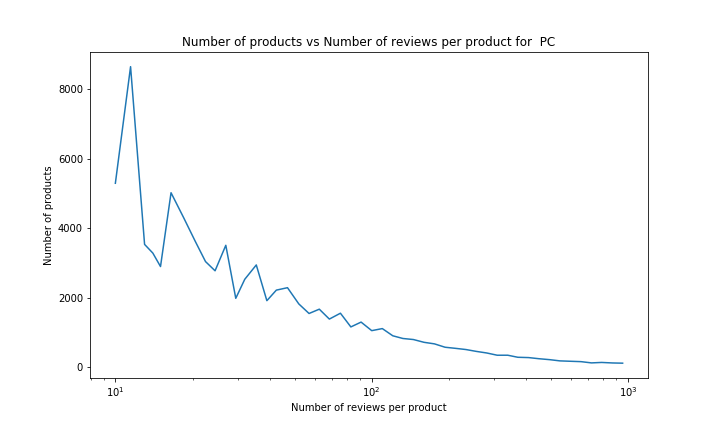 Number of products vs Number of reviews per product for  PC
8000
6000
4000
2000
0
Number of products
10¹ 10² 10³
Number of reviews per product